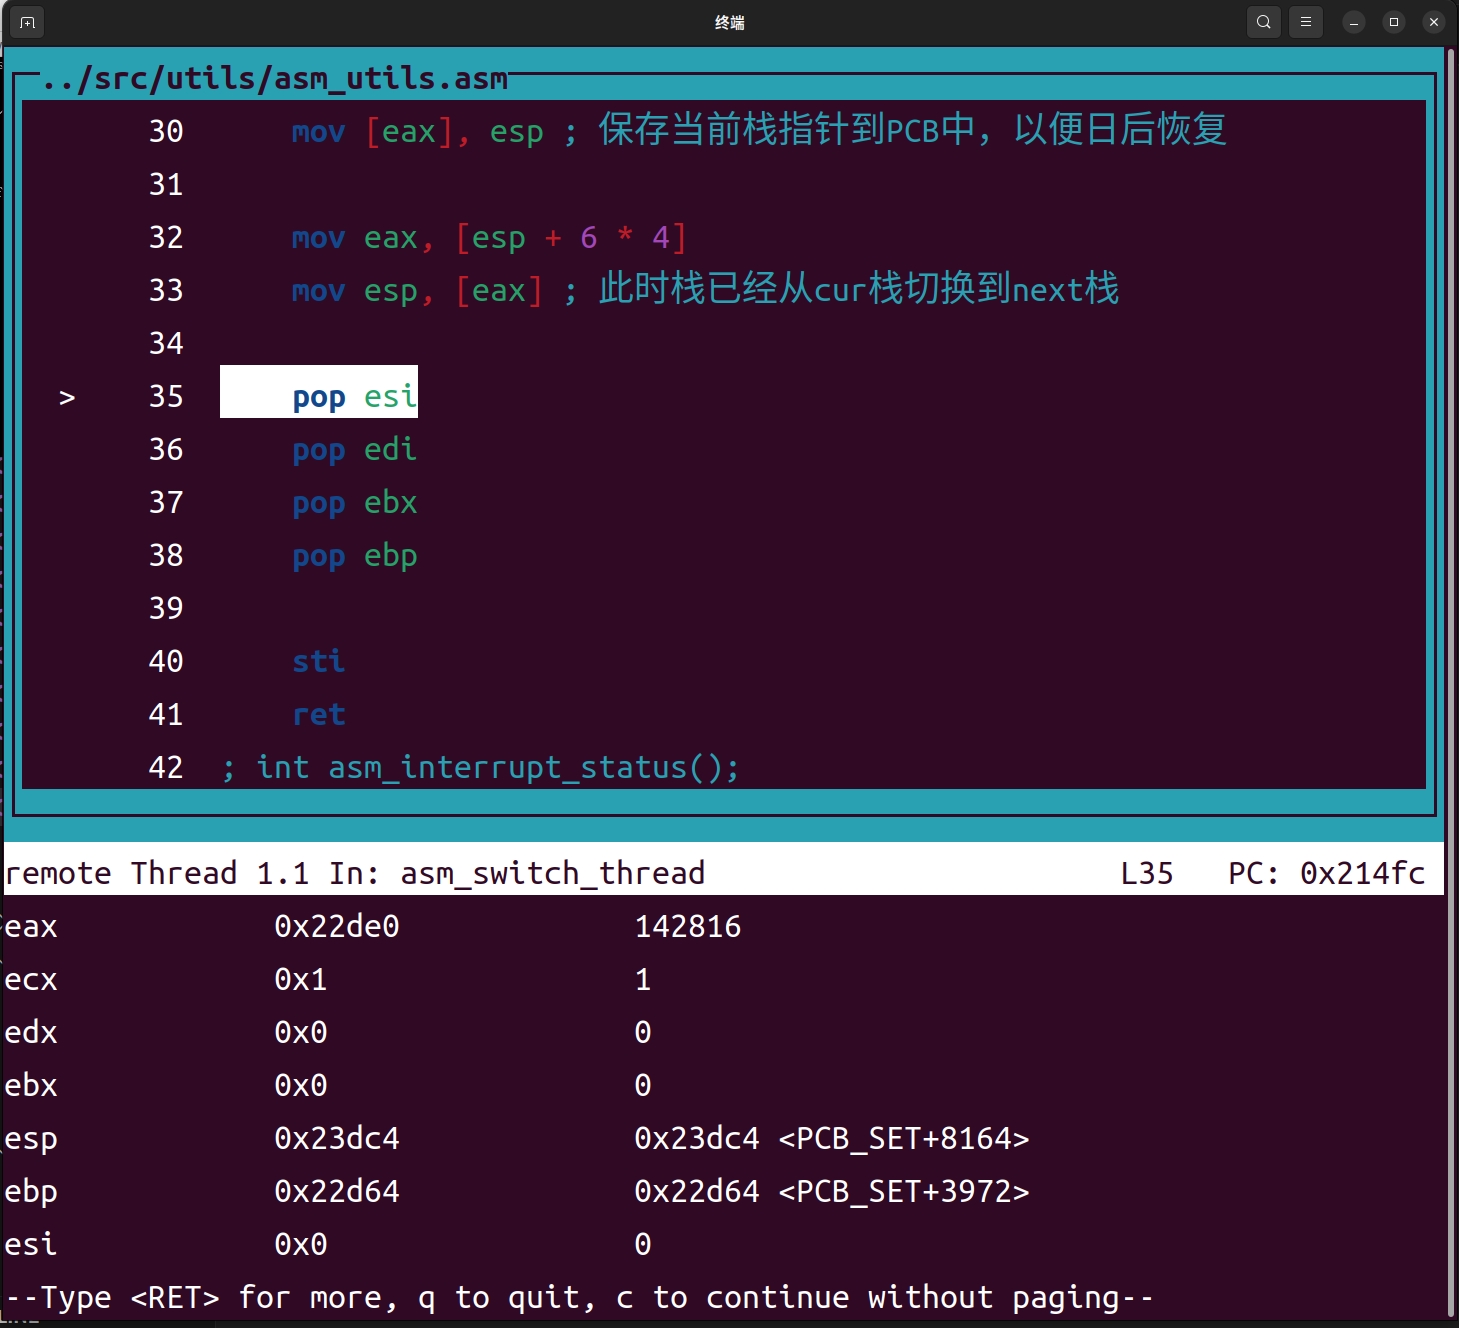 终端
../src/utils/asm_utils.asm
30 mov [eax], esp ; 保存当前栈指针到PCB中，以便日后恢复
31
32 mov eax, [esp + 6 * 4]
33 mov esp, [eax] ; 此时栈已经从cur栈切换到next栈
34
> 35 pop esi
36 pop edi
37 pop ebx
38 pop ebp
39
40 sti
41 ret
42 ; int asm_interrupt_status();
remote Thread 1.1 In: asm_switch_thread L35 PC: 0x214fc
eax 0x22de0 142816
ecx 0x1 1
edx 0x0 0
ebx 0x0 0
esp 0x23dc4 0x23dc4 <PCB_SET+8164>
ebp 0x22d64 0x22d64 <PCB_SET+3972>
esi 0x0 0
--Type <RET> for more, q to quit, c to continue without paging--